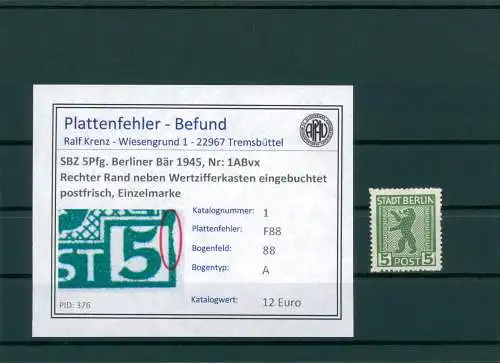 Plattenfehler - Befund
Ralf Krenz - Wiesengrund 1 - 22967 Tremsbüttel
SBZ 5Pfg. Berliner Bär 1945, Nr: 1ABvx
Rechter Rand neben Wertzifferkasten eingebuchtet
postfrisch, Einzelmarke
Katalognummer: 1
Plattenfehler: F88
Bogenfeld: 88
Bogentyp: A
Katalogwert: 12 Euro
ST 5
PID: 376
STADT BERLIN
5 POST 5